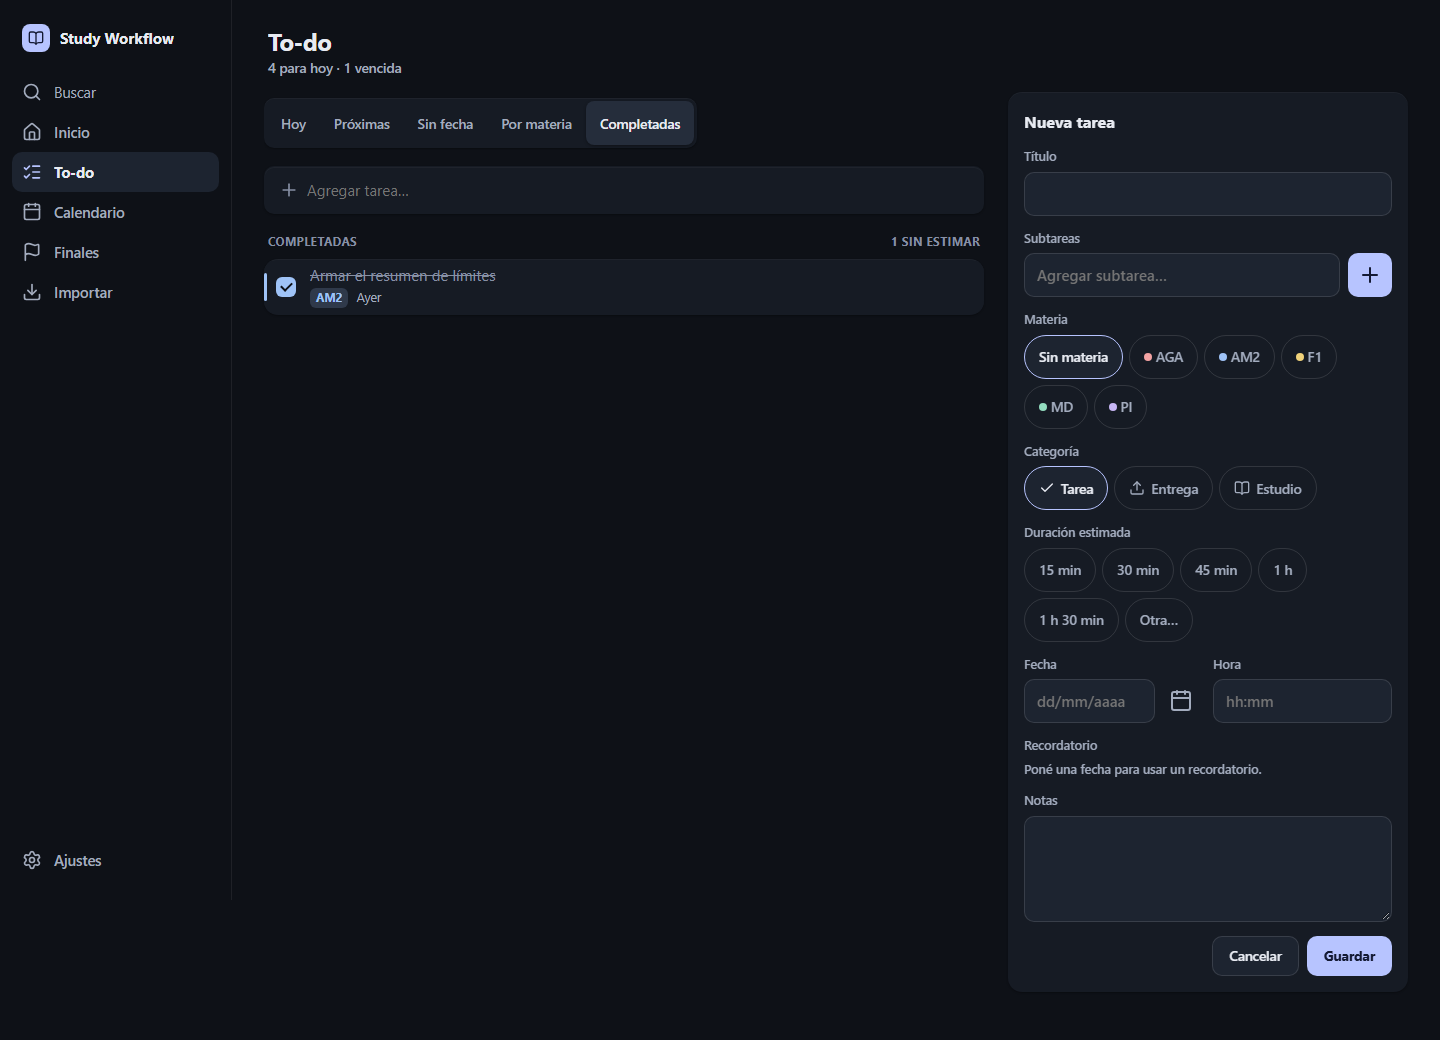 Study Workflow
Buscar
Inicio
To-do
Calendario
Finales
Importar
Ajustes
To-do
4 para hoy · 1 vencida
Hoy Próximas Sin fecha Por materia Completadas
Agregar tarea...
COMPLETADAS 1 SIN ESTIMAR
Armar el resumen de límites
AM2 Ayer
Nueva tarea
Título
Subtareas
Agregar subtarea...
Materia
Sin materia AGA AM2 F1
MD PI
Categoría
Tarea Entrega Estudio
Duración estimada
15 min 30 min 45 min 1 h
1 h 30 min Otra...
Fecha Hora
dd/mm/aaaa hh:mm
Recordatorio
Poné una fecha para usar un recordatorio.
Notas
Cancelar Guardar